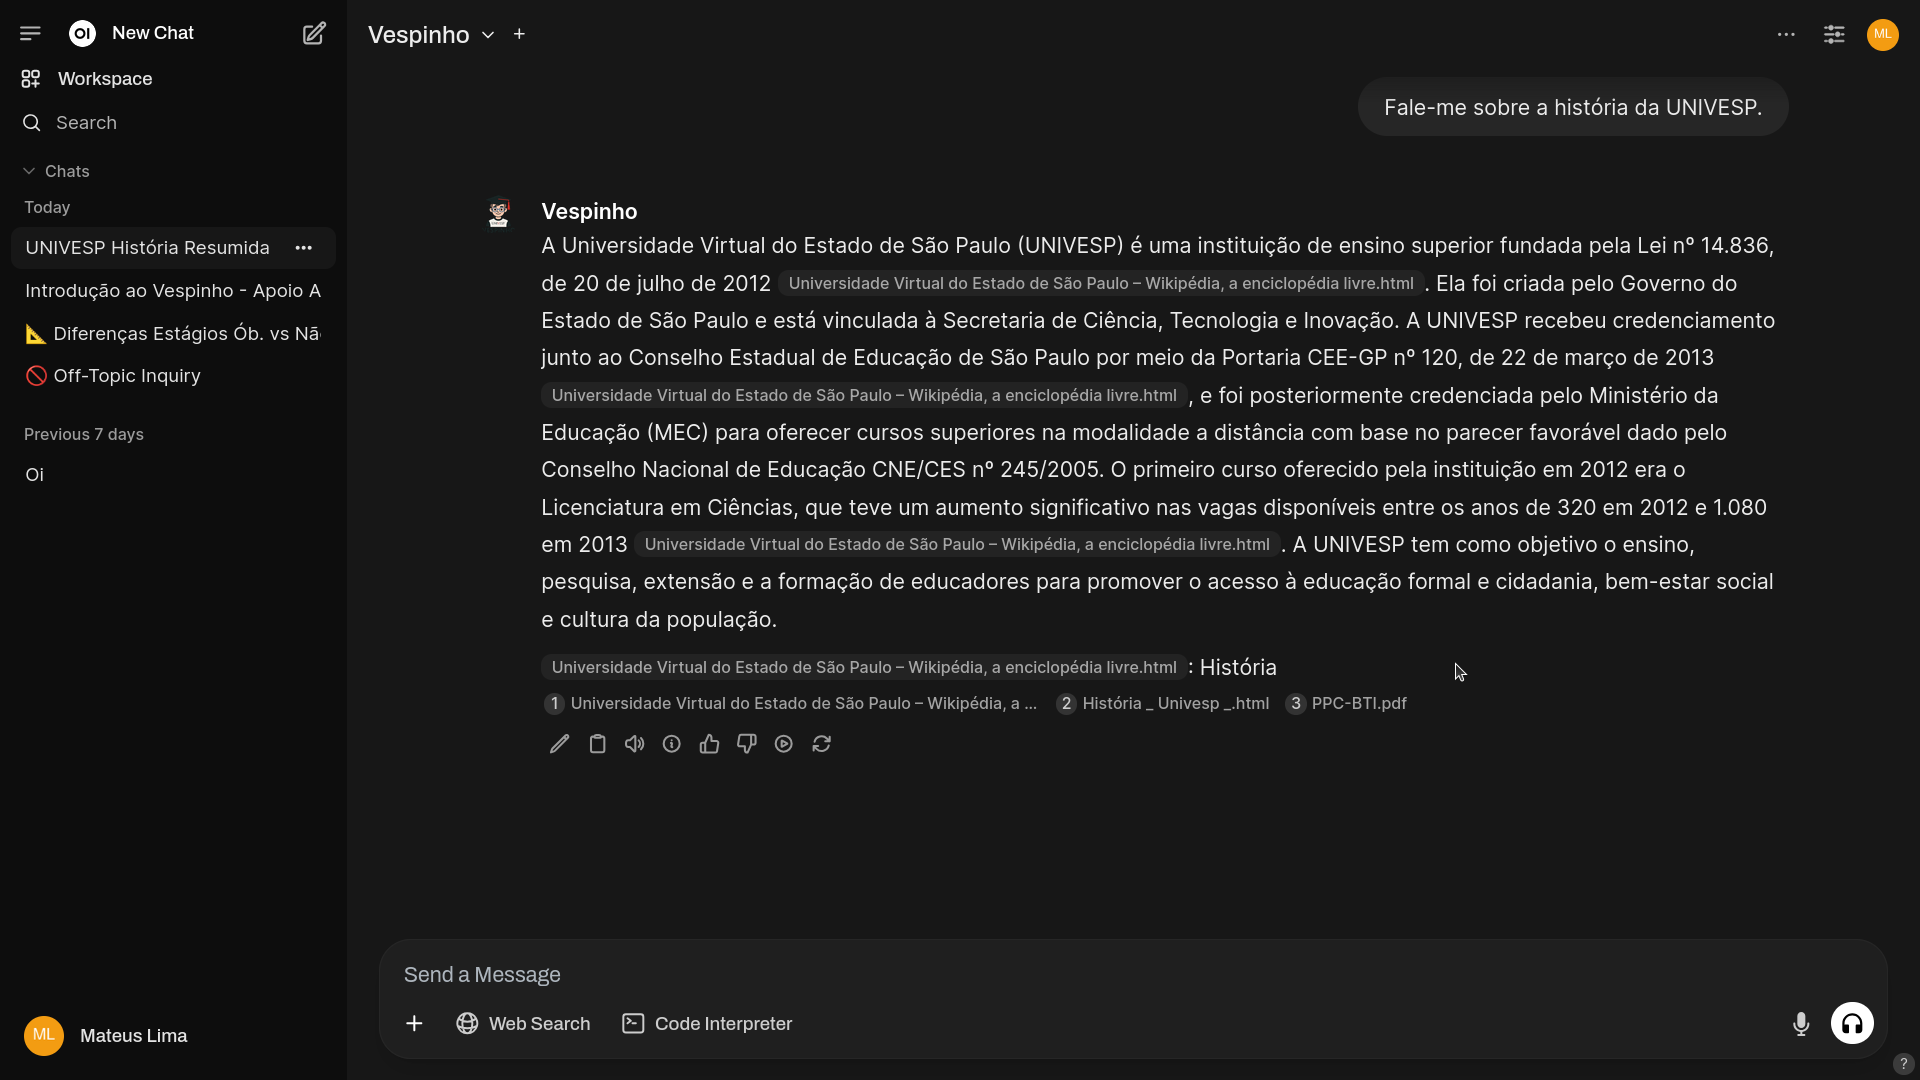 OI New Chat
Workspace
Search
Chats
Today
UNIVESP História Resumida
Introdução ao Vespinho - Apoio A
Diferenças Estágios Ób. vs Nã
Off-Topic Inquiry
Previous 7 days
Oi
ML Mateus Lima
Vespinho
ML
Fale-me sobre a história da UNIVESP.
Vespinho
A Universidade Virtual do Estado de São Paulo (UNIVESP) é uma instituição de ensino superior fundada pela Lei nº 14.836,
de 20 de julho de 2012 Universidade Virtual do Estado de São Paulo – Wikipédia, a enciclopédia livre.html . Ela foi criada pelo Governo do
Estado de São Paulo e está vinculada à Secretaria de Ciência, Tecnologia e Inovação. A UNIVESP recebeu credenciamento
junto ao Conselho Estadual de Educação de São Paulo por meio da Portaria CEE-GP nº 120, de 22 de março de 2013
Universidade Virtual do Estado de São Paulo – Wikipédia, a enciclopédia livre.html , e foi posteriormente credenciada pelo Ministério da
Educação (MEC) para oferecer cursos superiores na modalidade a distância com base no parecer favorável dado pelo
Conselho Nacional de Educação CNE/CES nº 245/2005. O primeiro curso oferecido pela instituição em 2012 era o
Licenciatura em Ciências, que teve um aumento significativo nas vagas disponíveis entre os anos de 320 em 2012 e 1.080
em 2013 Universidade Virtual do Estado de São Paulo – Wikipédia, a enciclopédia livre.html . A UNIVESP tem como objetivo o ensino,
pesquisa, extensão e a formação de educadores para promover o acesso à educação formal e cidadania, bem-estar social
e cultura da população.
Universidade Virtual do Estado de São Paulo – Wikipédia, a enciclopédia livre.html : História
1 Universidade Virtual do Estado de São Paulo – Wikipédia, a ... 2 História _ Univesp _.html 3 PPC-BTI.pdf
Send a Message
Web Search Code Interpreter
?